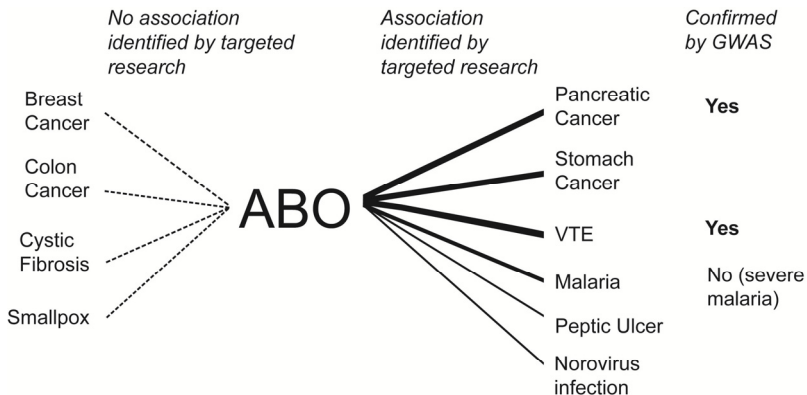 No association
identified by targeted
research
Association
identified by
targeted research
Confirmed
by GWAS
Breast
Cancer
Colon
Cancer
Cystic
Fibrosis
Smallpox
ABO
Pancreatic
Cancer
Yes
Stomach
Cancer
VTE
Yes
Malaria
No (severe
malaria)
Peptic Ulcer
Norovirus
infection